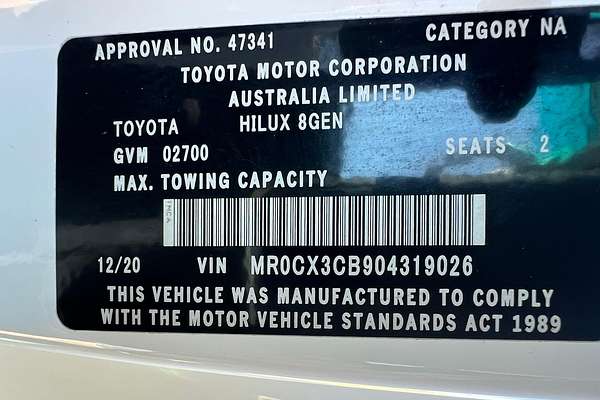 APPROVAL NO. 47341 CATEGORY NA
TOYOTA MOTOR CORPORATION
AUSTRALIA LIMITED
TOYOTA HILUX 8GEN
GVM 02700 SEATS 2
MAX. TOWING CAPACITY
TMCA
12/20 VIN MR0CX3CB904319026
THIS VEHICLE WAS MANUFACTURED TO COMPLY
WITH THE MOTOR VEHICLE STANDARDS ACT 1989